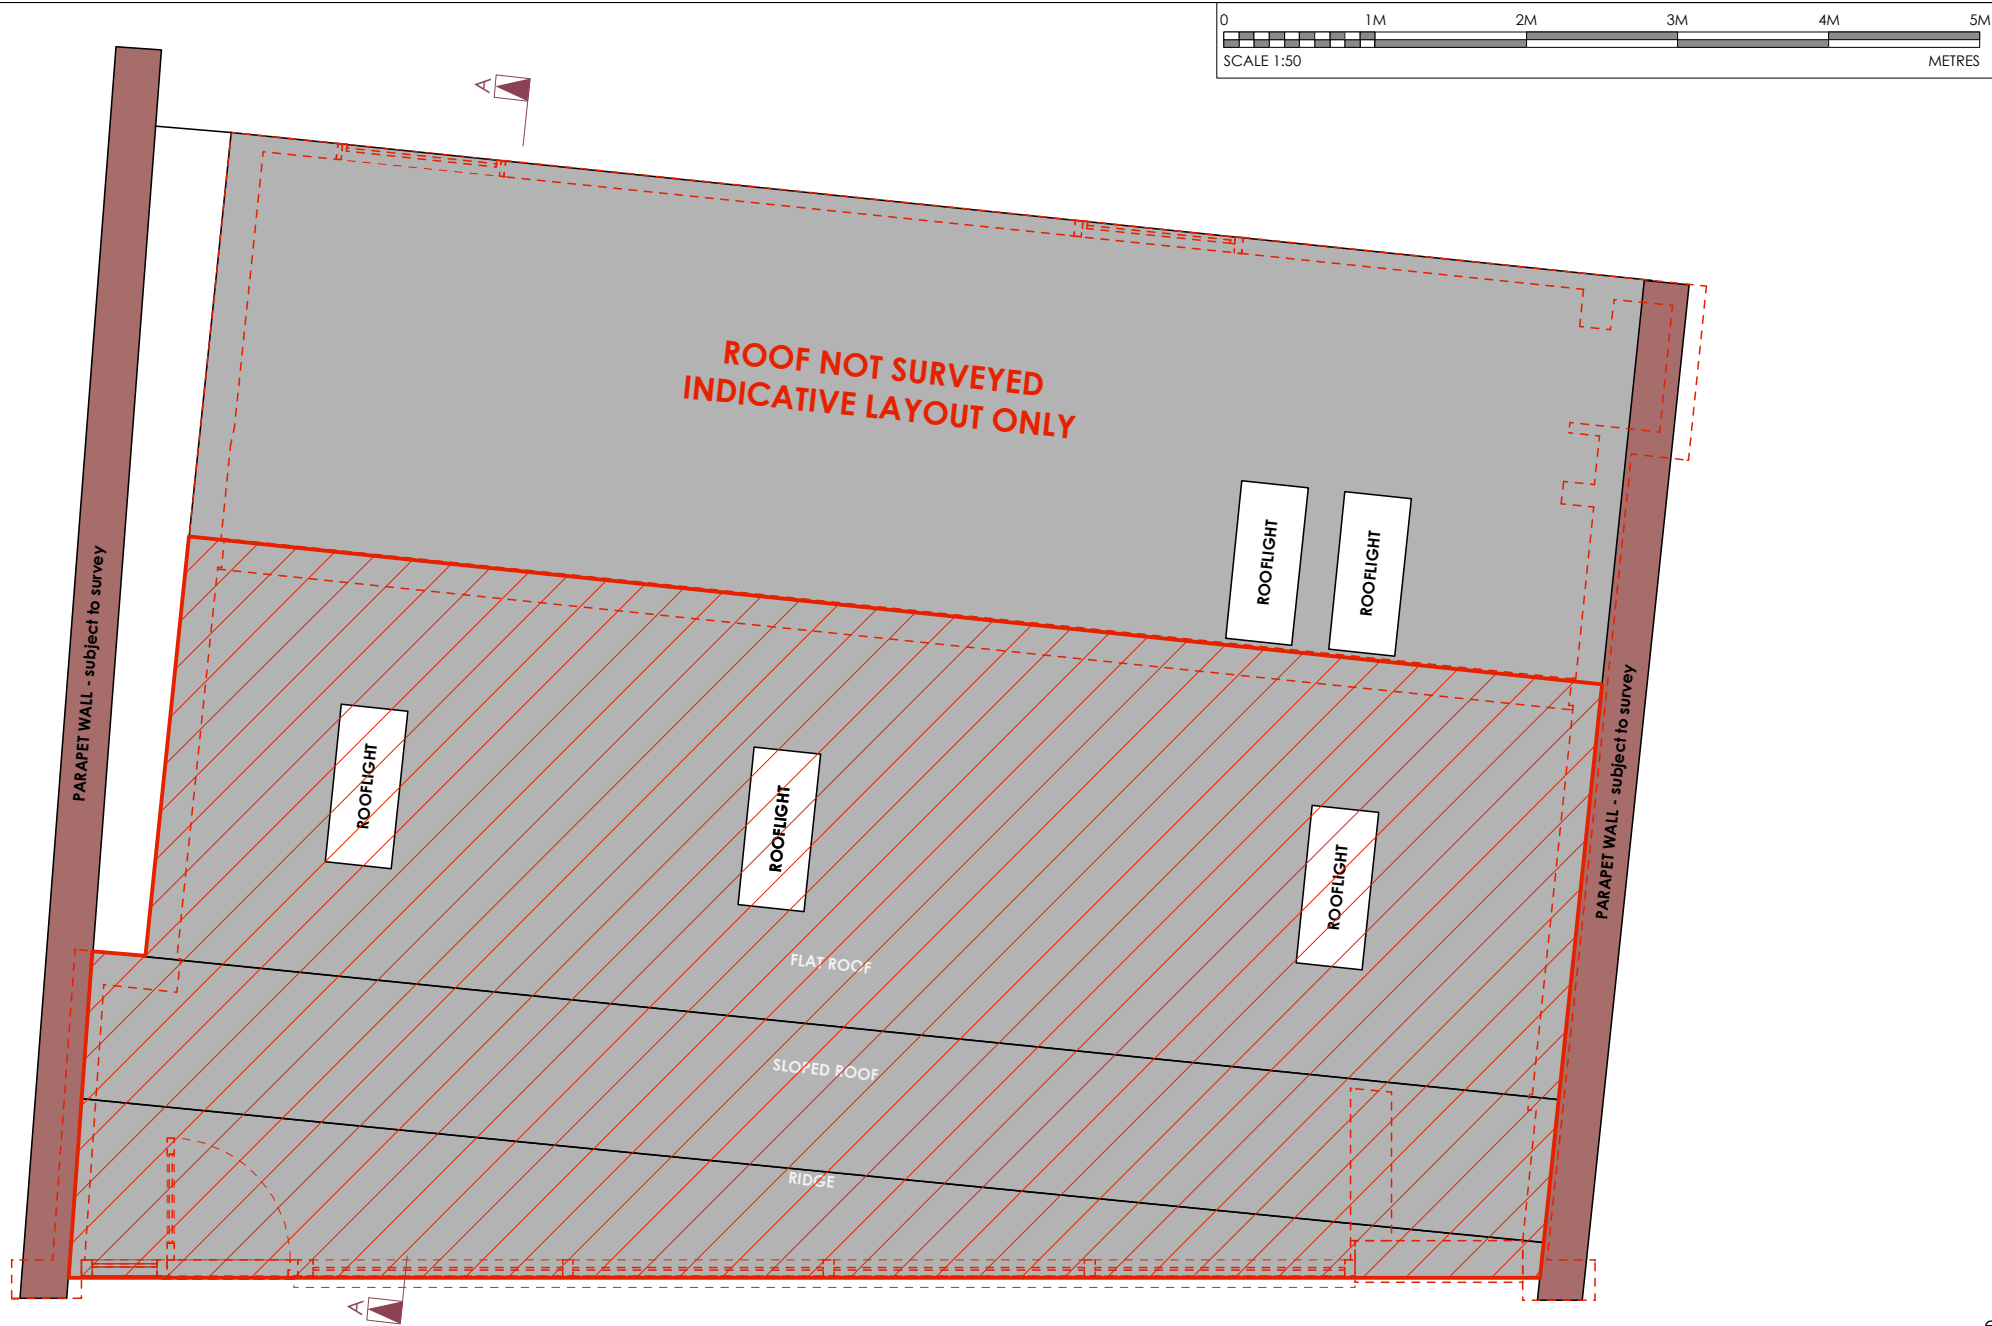 0 1M 2M 3M 4M 5M
SCALE 1:50 METRES
A
ROOF NOT SURVEYED
INDICATIVE LAYOUT ONLY
ROOFLIGHT
ROOFLIGHT
PARAPET WALL - subject to survey
PARAPET WALL - subject to survey
ROOFLIGHT
ROOFLIGHT
ROOFLIGHT
FLAT ROOF
SLOPED ROOF
RIDGE
A